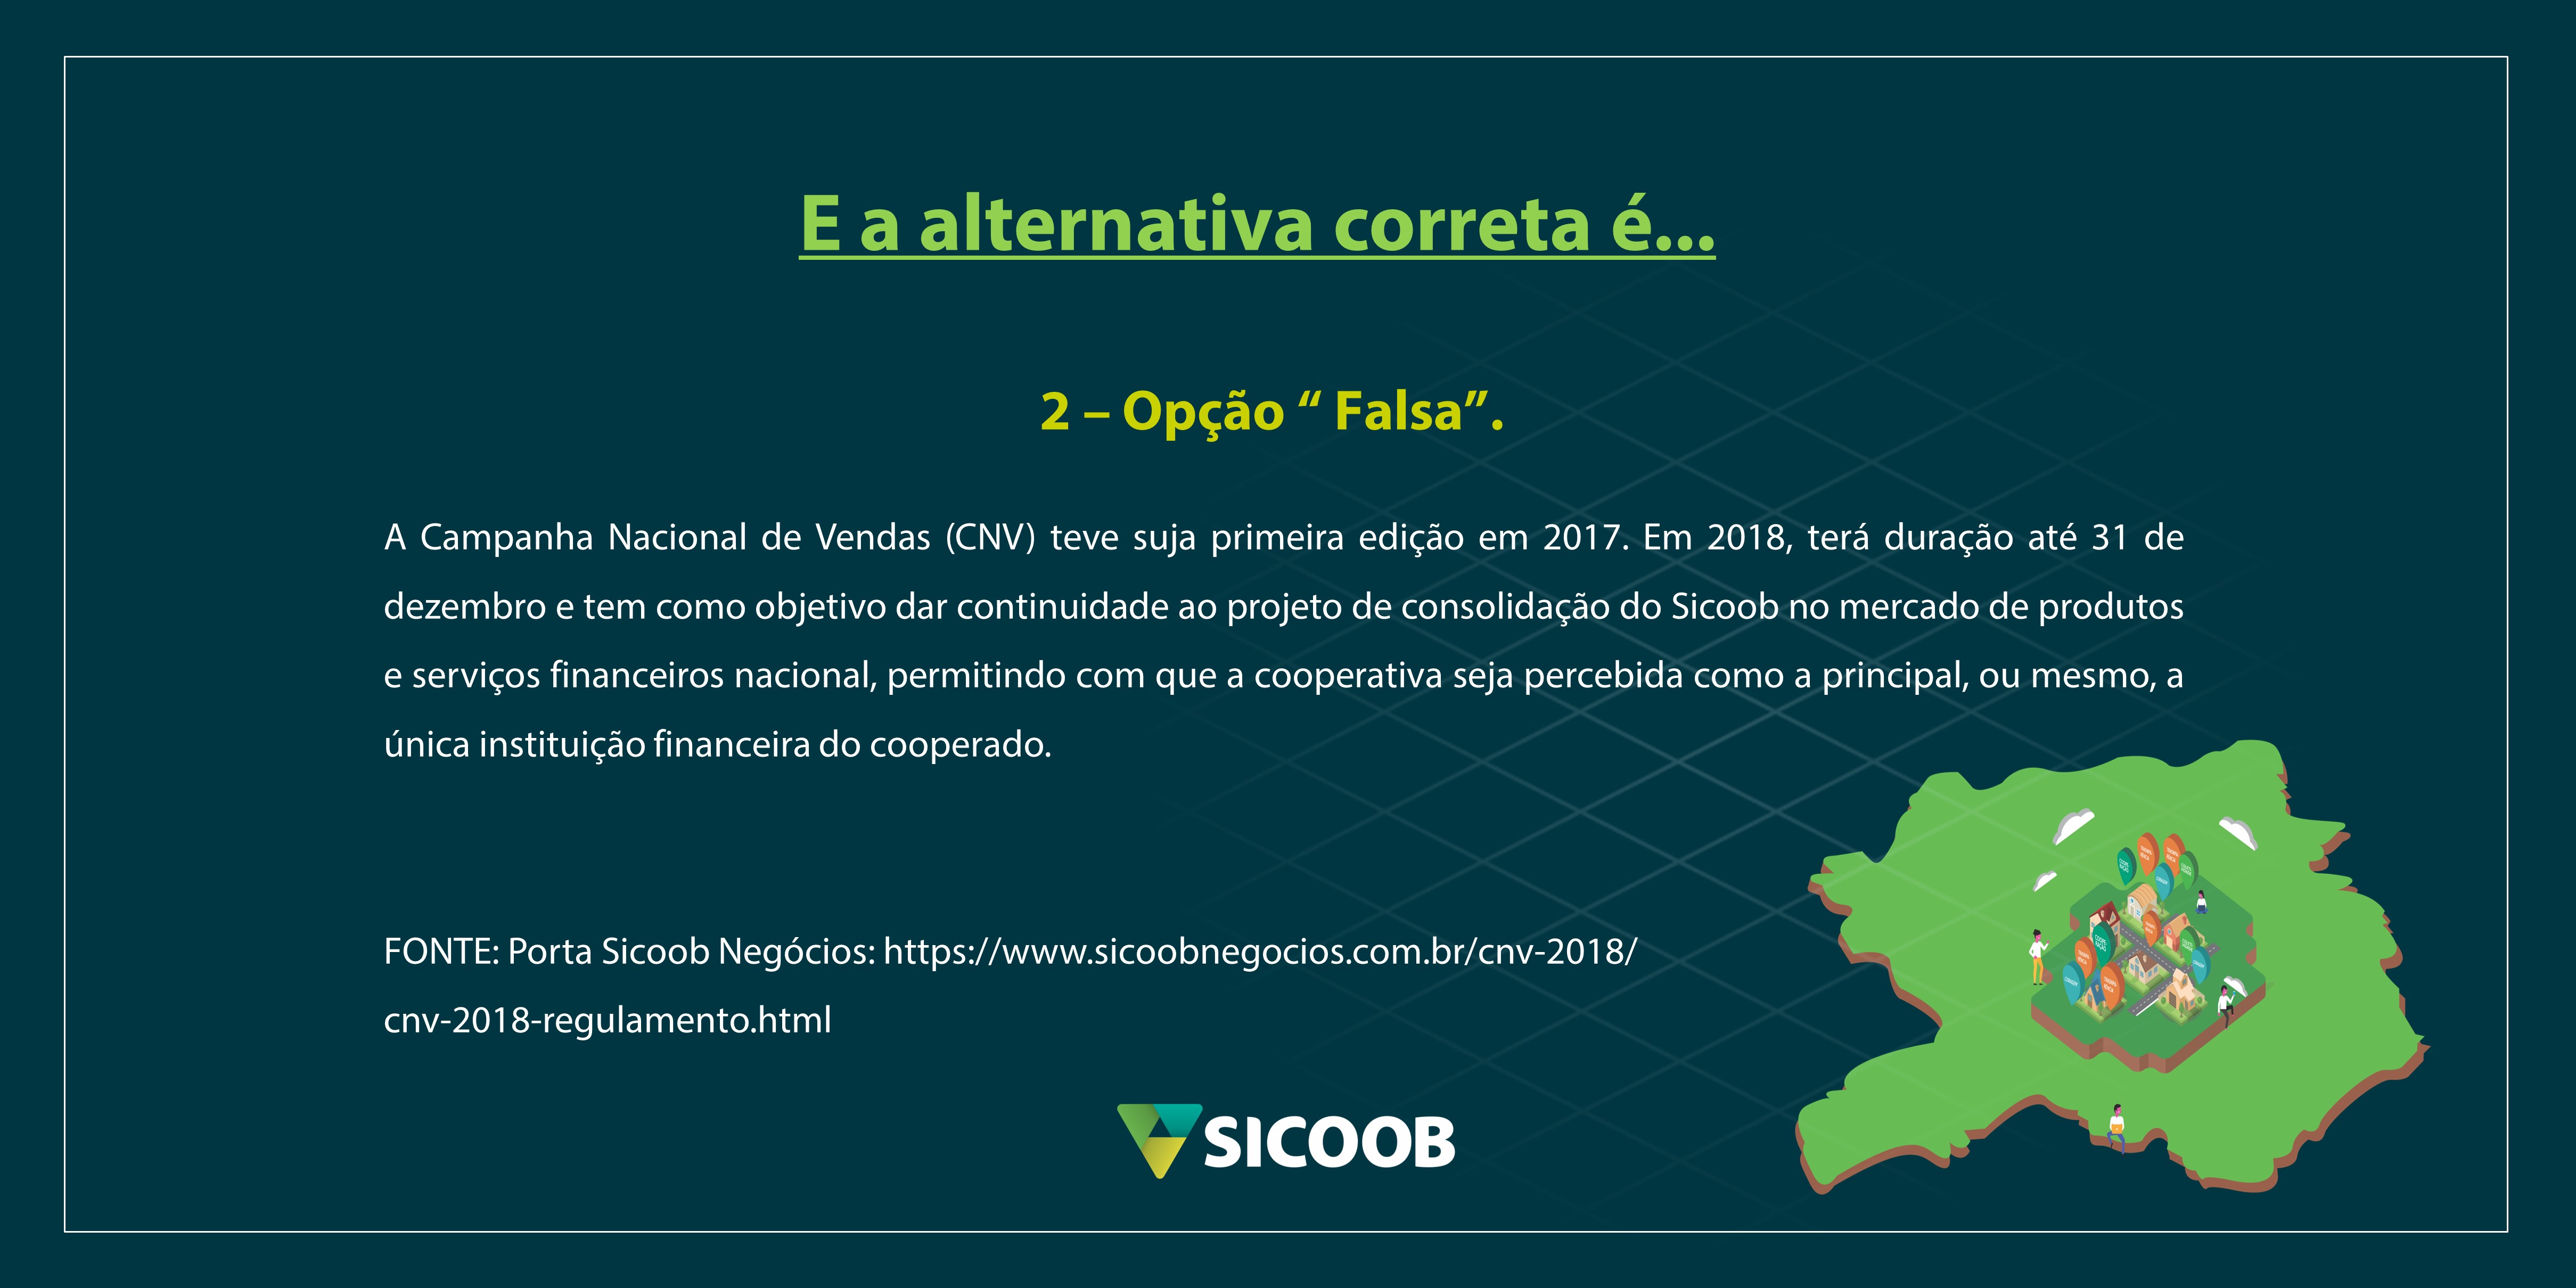 E a alternativa correta é...
2 – Opção “ Falsa”.
A Campanha Nacional de Vendas (CNV) teve suja primeira edição em 2017. Em 2018, terá duração até 31 de
dezembro e tem como objetivo dar continuidade ao projeto de consolidação do Sicoob no mercado de produtos
e serviços financeiros nacional, permitindo com que a cooperativa seja percebida como a principal, ou mesmo, a
única instituição financeira do cooperado.
FONTE: Porta Sicoob Negócios: https://www.sicoobnegocios.com.br/cnv-2018/
cnv-2018-regulamento.html
SICOOB